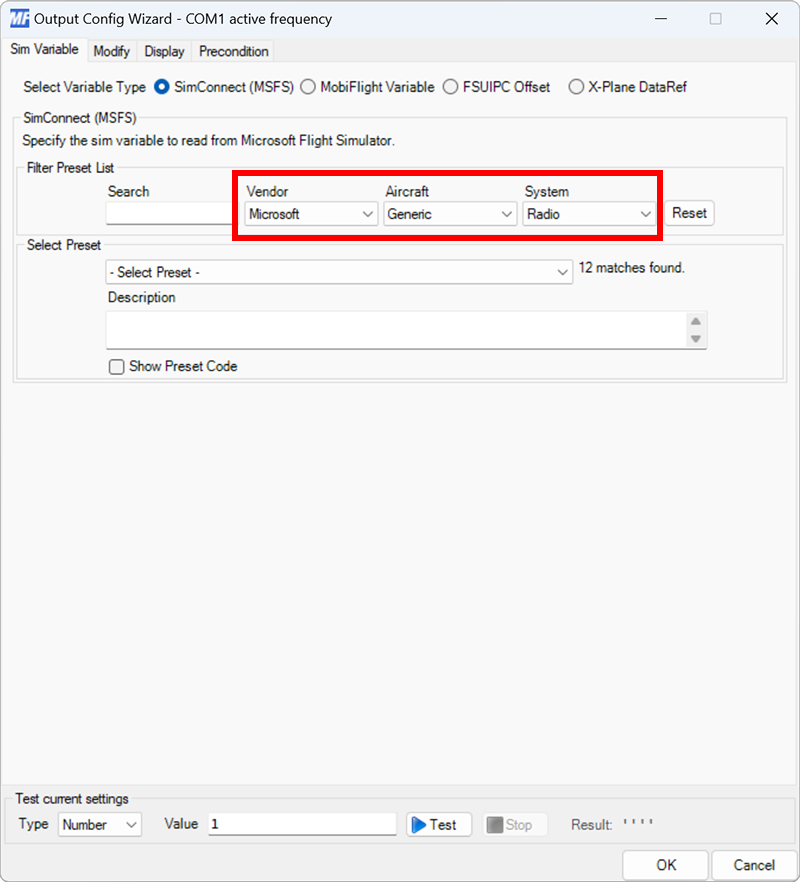 MF Output Config Wizard - COM1 active frequency
Sim Variable Modify Display Precondition
Select Variable Type SimConnect (MSFS) MobiFlight Variable FSUIPC Offset X-Plane DataRef
SimConnect (MSFS)
Specify the sim variable to read from Microsoft Flight Simulator.
Filter Preset List
Search Vendor Aircraft System
Microsoft Generic Radio Reset
Select Preset
- Select Preset - 12 matches found.
Description
Show Preset Code
Test current settings
Type Number Value 1 Test Stop Result: ' ' ' '
OK Cancel